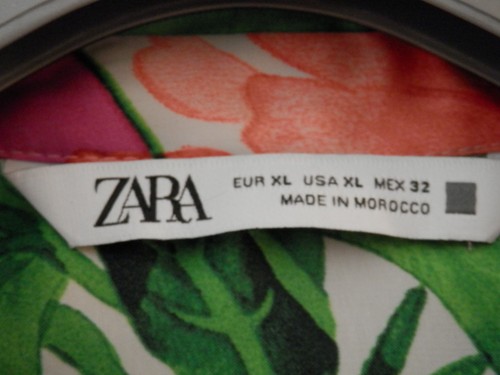 ZARA
EUR XL USA XL MEX 32
MADE IN MOROCCO